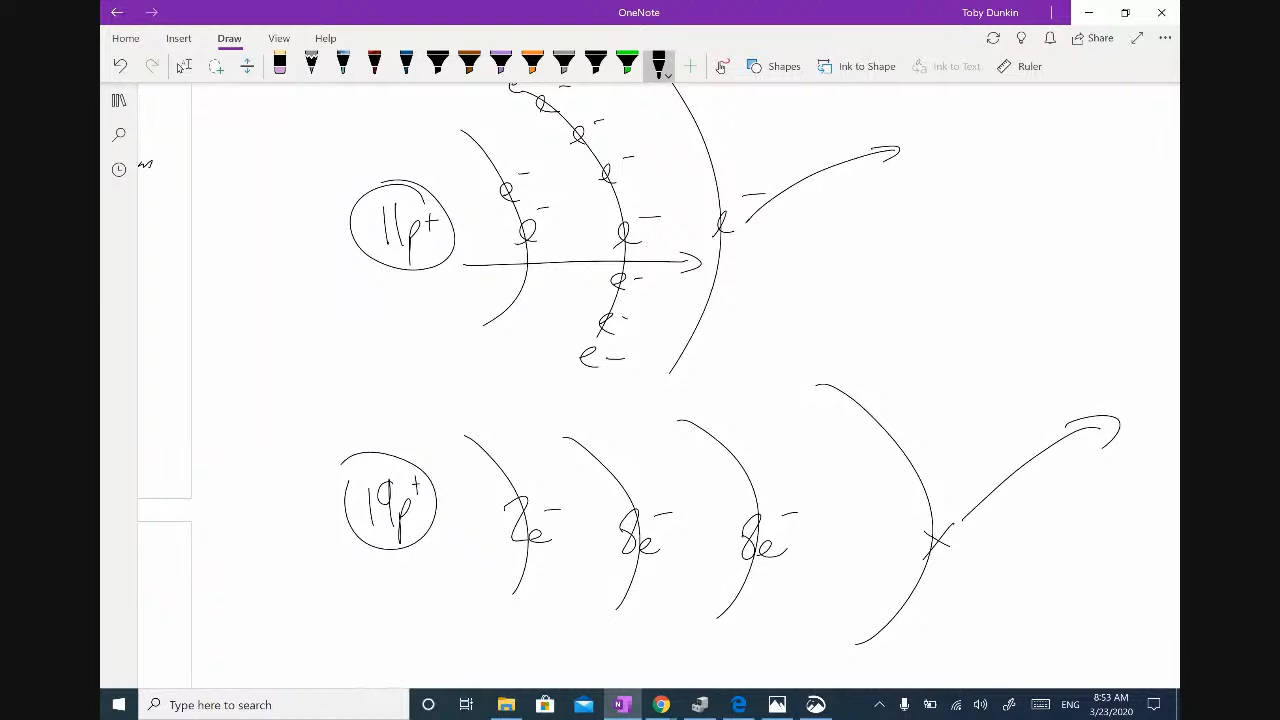 OneNote
Toby Dunkin
Home Insert Draw View Help
Share
Shapes Ink to Shape Ink to Text Ruler
e⁻
e⁻
e⁻
e⁻ e⁻
11p⁺ e⁻ e⁻ e⁻
e⁻
e⁻
e⁻
19p⁺ 2e⁻ 8e⁻ 8e⁻ x
Type here to search
ENG
8:53 AM
3/23/2020